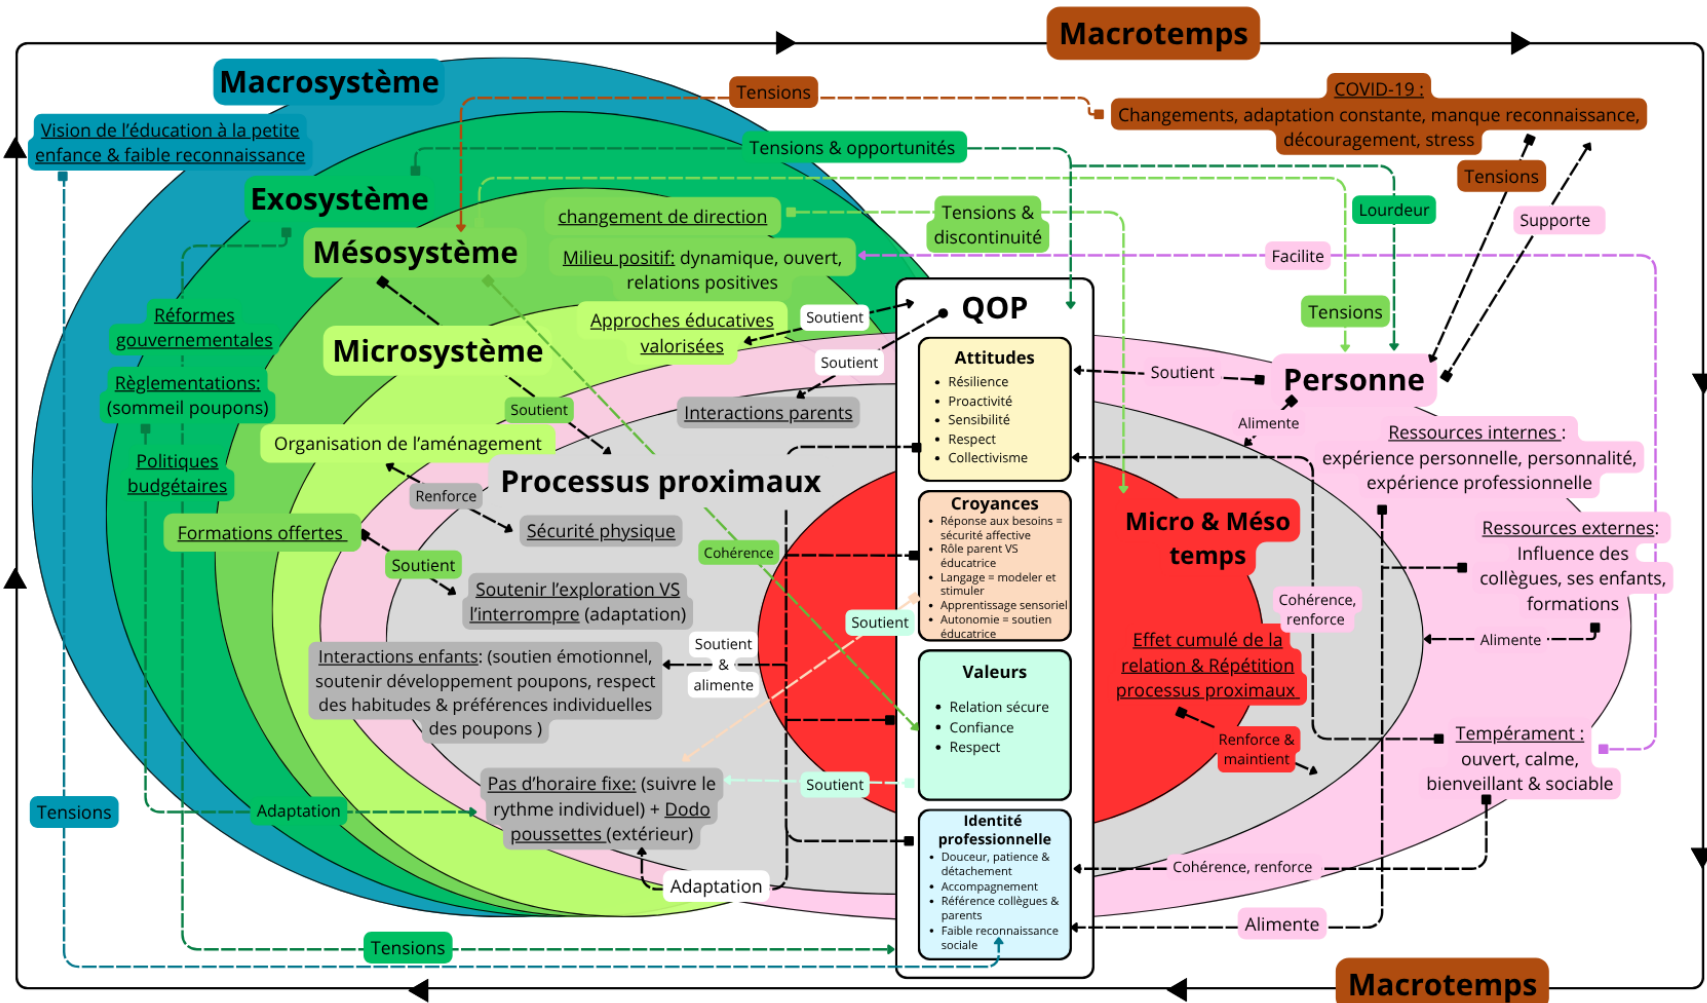 Macrotemps
Macrosystème
Tensions
COVID-19 :
Changements, adaptation constante, manque reconnaissance,
découragement, stress
Vision de l'éducation à la petite
enfance & faible reconnaissance
Tensions & opportunités
Tensions
Exosystème
Lourdeur
Supporte
changement de direction
Tensions &
discontinuité
Mésosystème
Milieu positif: dynamique, ouvert,
relations positives
Facilite
Réformes
gouvernementales
Approches éducatives
valorisées
Soutient
QOP
Tensions
Microsystème
Soutient
Attitudes
• Résilience
• Proactivité
• Sensibilité
• Respect
• Collectivisme
Soutient
Personne
Règlementations:
(sommeil poupons)
Soutient
Interactions parents
Alimente
Ressources internes :
expérience personnelle, personnalité,
expérience professionnelle
Organisation de l'aménagement
Politiques
budgétaires
Processus proximaux
Renforce
Croyances
• Réponse aux besoins =
sécurité affective
• Rôle parent VS
éducatrice
• Langage = modeler et
stimuler
• Apprentissage sensoriel
• Autonomie = soutien
éducatrice
Micro & Méso
temps
Ressources externes:
Influence des
collègues, ses enfants,
formations
Formations offertes
Sécurité physique
Cohérence
Soutient
Soutenir l'exploration VS
l'interrompre (adaptation)
Soutient
Cohérence,
renforce
Alimente
Interactions enfants: (soutien émotionnel,
soutenir développement poupons, respect
des habitudes & préférences individuelles
des poupons )
Soutient
&
alimente
Valeurs
• Relation sécure
• Confiance
• Respect
Effet cumulé de la
relation & Répétition
processus proximaux
Renforce &
maintient
Tempérament :
ouvert, calme,
bienveillant & sociable
Pas d'horaire fixe: (suivre le
rythme individuel) + Dodo
poussettes (extérieur)
Soutient
Tensions
Adaptation
Identité
professionnelle
• Douceur, patience &
détachement
• Accompagnement
• Référence collègues &
parents
• Faible reconnaissance
sociale
Cohérence, renforce
Adaptation
Alimente
Tensions
Macrotemps